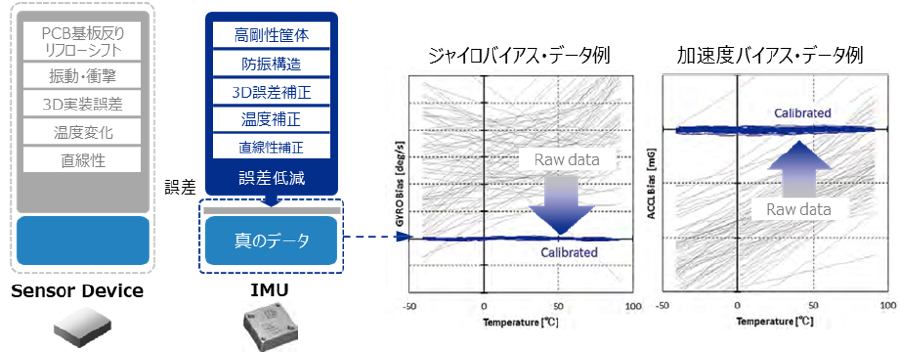 PCB基板反り
リフローシフト
振動・衝撃
3D実装誤差
温度変化
直線性
Sensor Device
誤差
高剛性筐体
防振構造
3D誤差補正
温度補正
直線性補正
誤差低減
真のデータ
IMU
ジャイロバイアス・データ例
GYROBias [deg/s]
Raw data
Calibrated
-50
0
50
100
Temperature [℃]
加速度バイアス・データ例
ACCLBias [mG]
Calibrated
Raw data
-50
0
50
100
Temperature [℃]